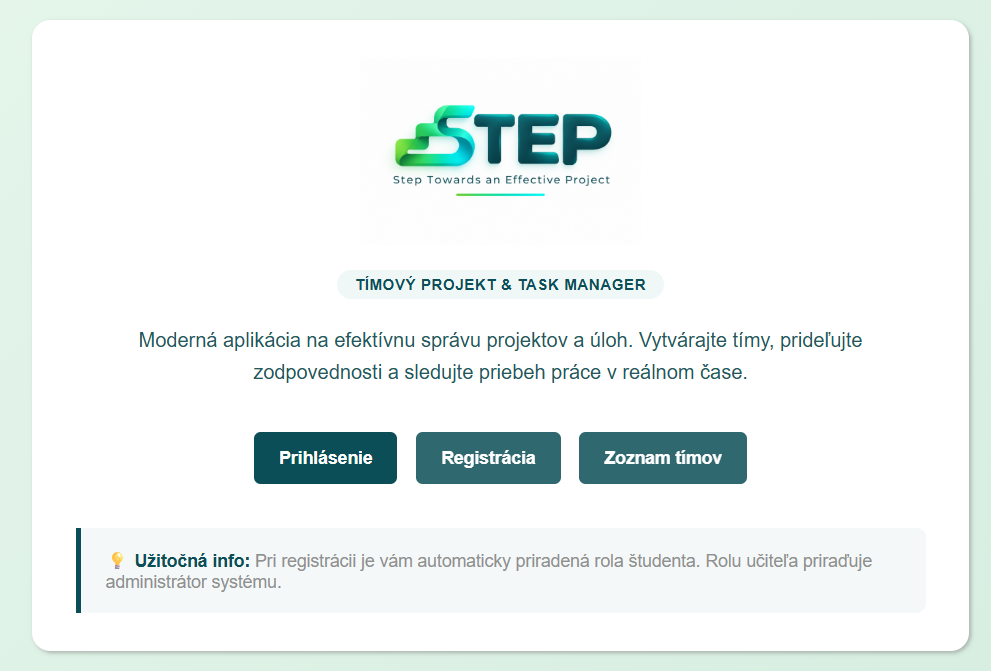 STEP
Step Towards an Effective Project
TÍMOVÝ PROJEKT & TASK MANAGER
Moderná aplikácia na efektívnu správu projektov a úloh. Vytvárajte tímy, prideľujte
zodpovednosti a sledujte priebeh práce v reálnom čase.
Prihlásenie
Registrácia
Zoznam tímov
💡 Užitočná info: Pri registrácii je vám automaticky priradená rola študenta. Rolu učiteľa priraďuje
administrátor systému.